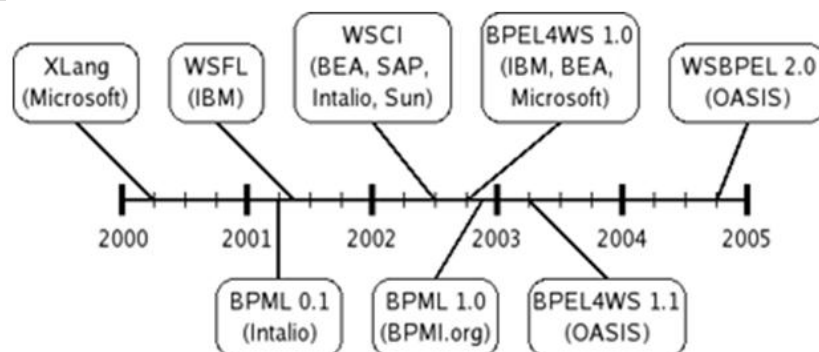 XLang
(Microsoft)
WSFL
(IBM)
WSCI
(BEA, SAP,
Intalio, Sun)
BPEL4WS 1.0
(IBM, BEA,
Microsoft)
WSBPEL 2.0
(OASIS)
2000
2001
2002
2003
2004
2005
BPML 0.1
(Intalio)
BPML 1.0
(BPMI.org)
BPEL4WS 1.1
(OASIS)